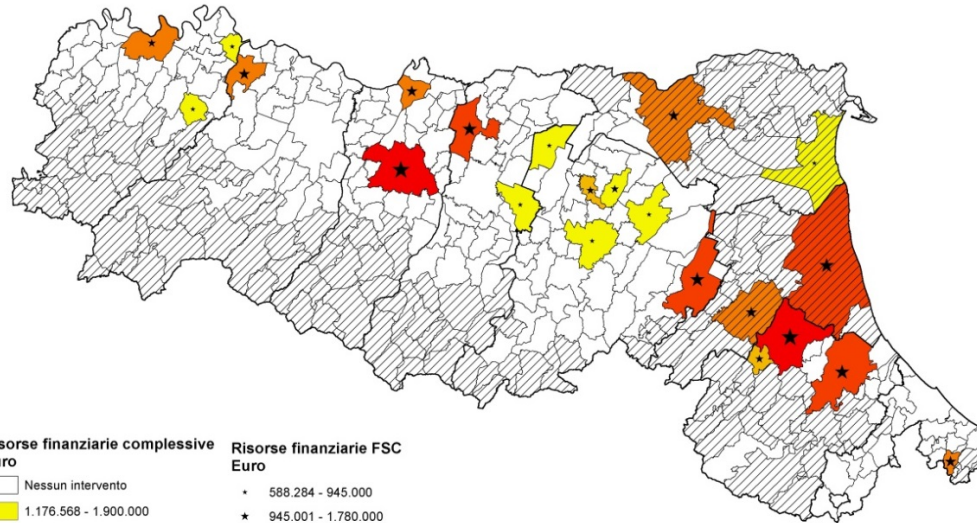 isorse finanziarie complessive
uro
Nessun intervento
1.176.568 - 1.900.000
Risorse finanziarie FSC
Euro
588.284 - 945.000
945.001 - 1.780.000